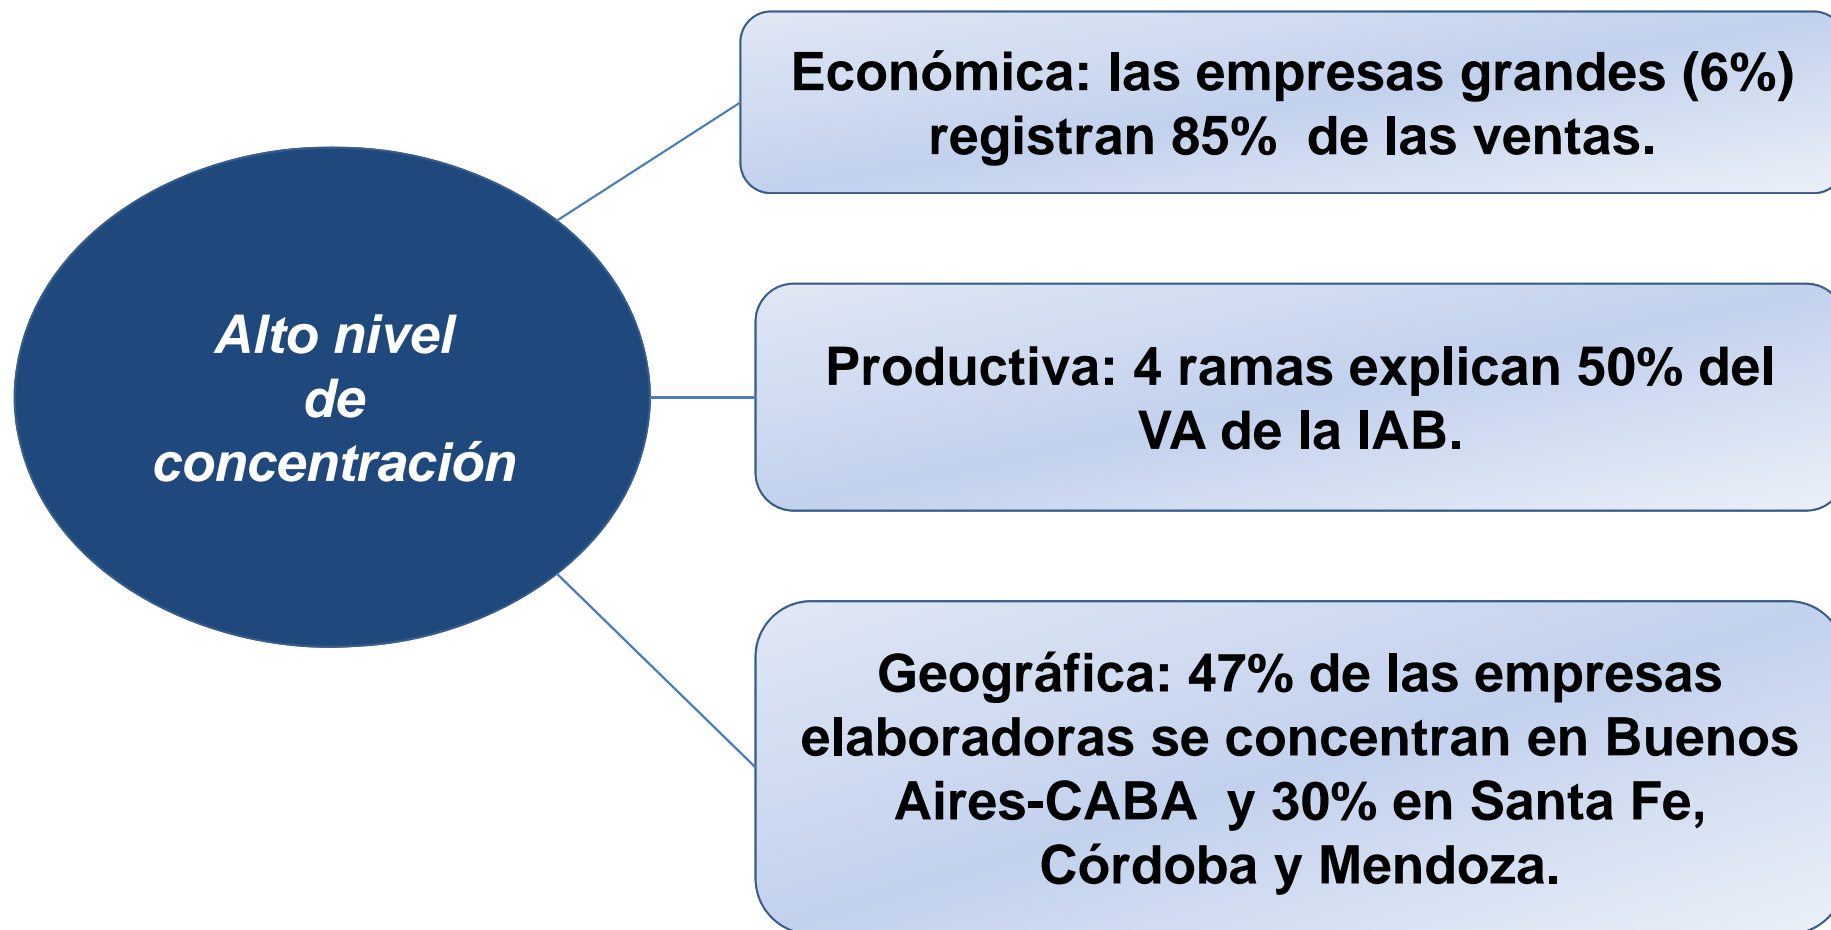 Alto nivel
de
concentración
Económica: las empresas grandes (6%)
registran 85%  de las ventas.
Productiva: 4 ramas explican 50% del
VA de la IAB.
Geográfica: 47% de las empresas
elaboradoras se concentran en Buenos
Aires-CABA  y 30% en Santa Fe,
Córdoba y Mendoza.